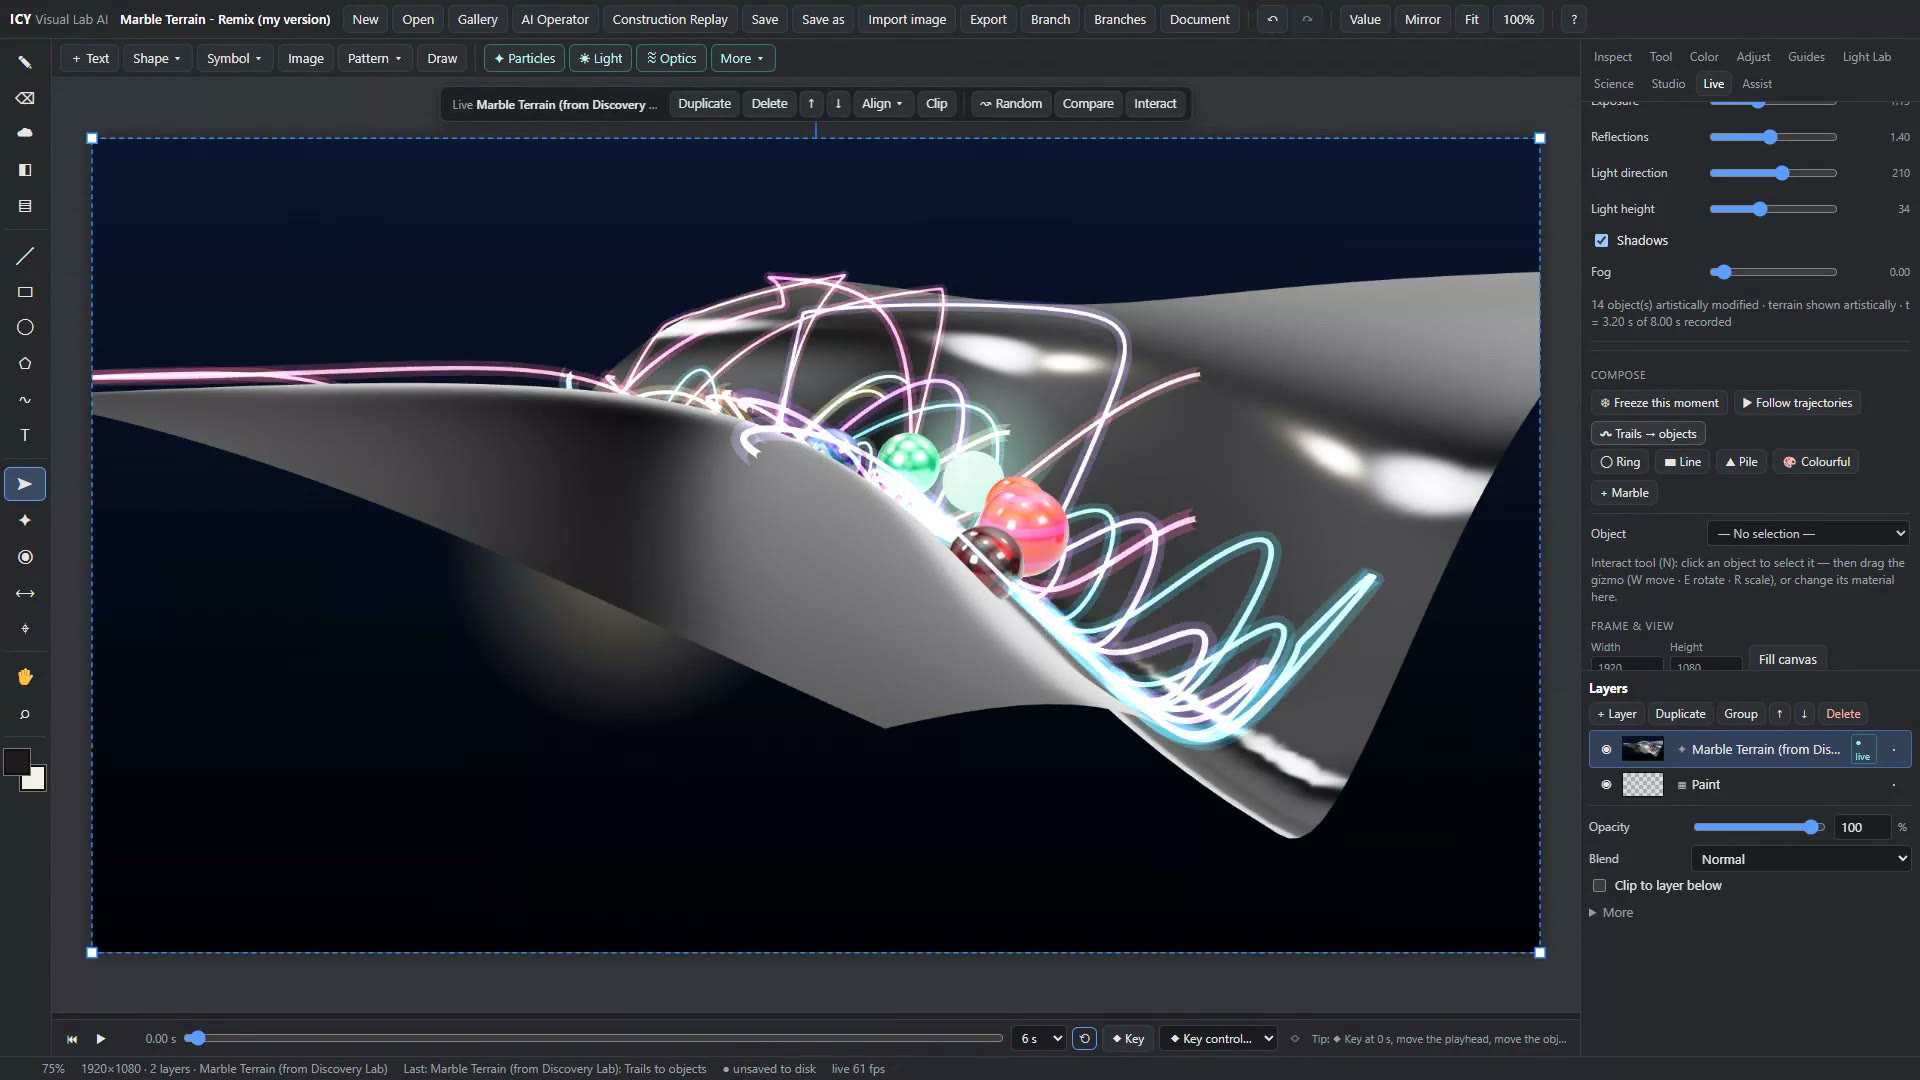 ICY Visual Lab AI Marble Terrain - Remix (my version) New Open Gallery AI Operator Construction Replay Save Save as Import image Export Branch Branches Document Value Mirror Fit 100% ?
+ Text Shape Symbol Image Pattern Draw Particles Light Optics More
Inspect Tool Color Adjust Guides Light Lab
Science Studio Live Assist
Live Marble Terrain (from Discovery ... Duplicate Delete ↑ ↓ Align Clip Random Compare Interact
Exposure 1.15
Reflections 1.40
Light direction 210
Light height 34
Shadows
Fog 0.00
14 object(s) artistically modified · terrain shown artistically · t
= 3.20 s of 8.00 s recorded
COMPOSE
Freeze this moment Follow trajectories
Trails → objects
Ring Line Pile Colourful
+ Marble
Object — No selection —
Interact tool (N): click an object to select it — then drag the
gizmo (W move · E rotate · R scale), or change its material
here.
FRAME & VIEW
Width Height
1920 1080 Fill canvas
Layers
+ Layer Duplicate Group ↑ ↓ Delete
Marble Terrain (from Dis... live
Paint
Opacity 100 %
Blend Normal
Clip to layer below
More
T
0.00 s 6 s Key Key control... Tip: ◆ Key at 0 s, move the playhead, move the obj...
75% 1920×1080 · 2 layers · Marble Terrain (from Discovery Lab) Last: Marble Terrain (from Discovery Lab): Trails to objects ● unsaved to disk live 61 fps